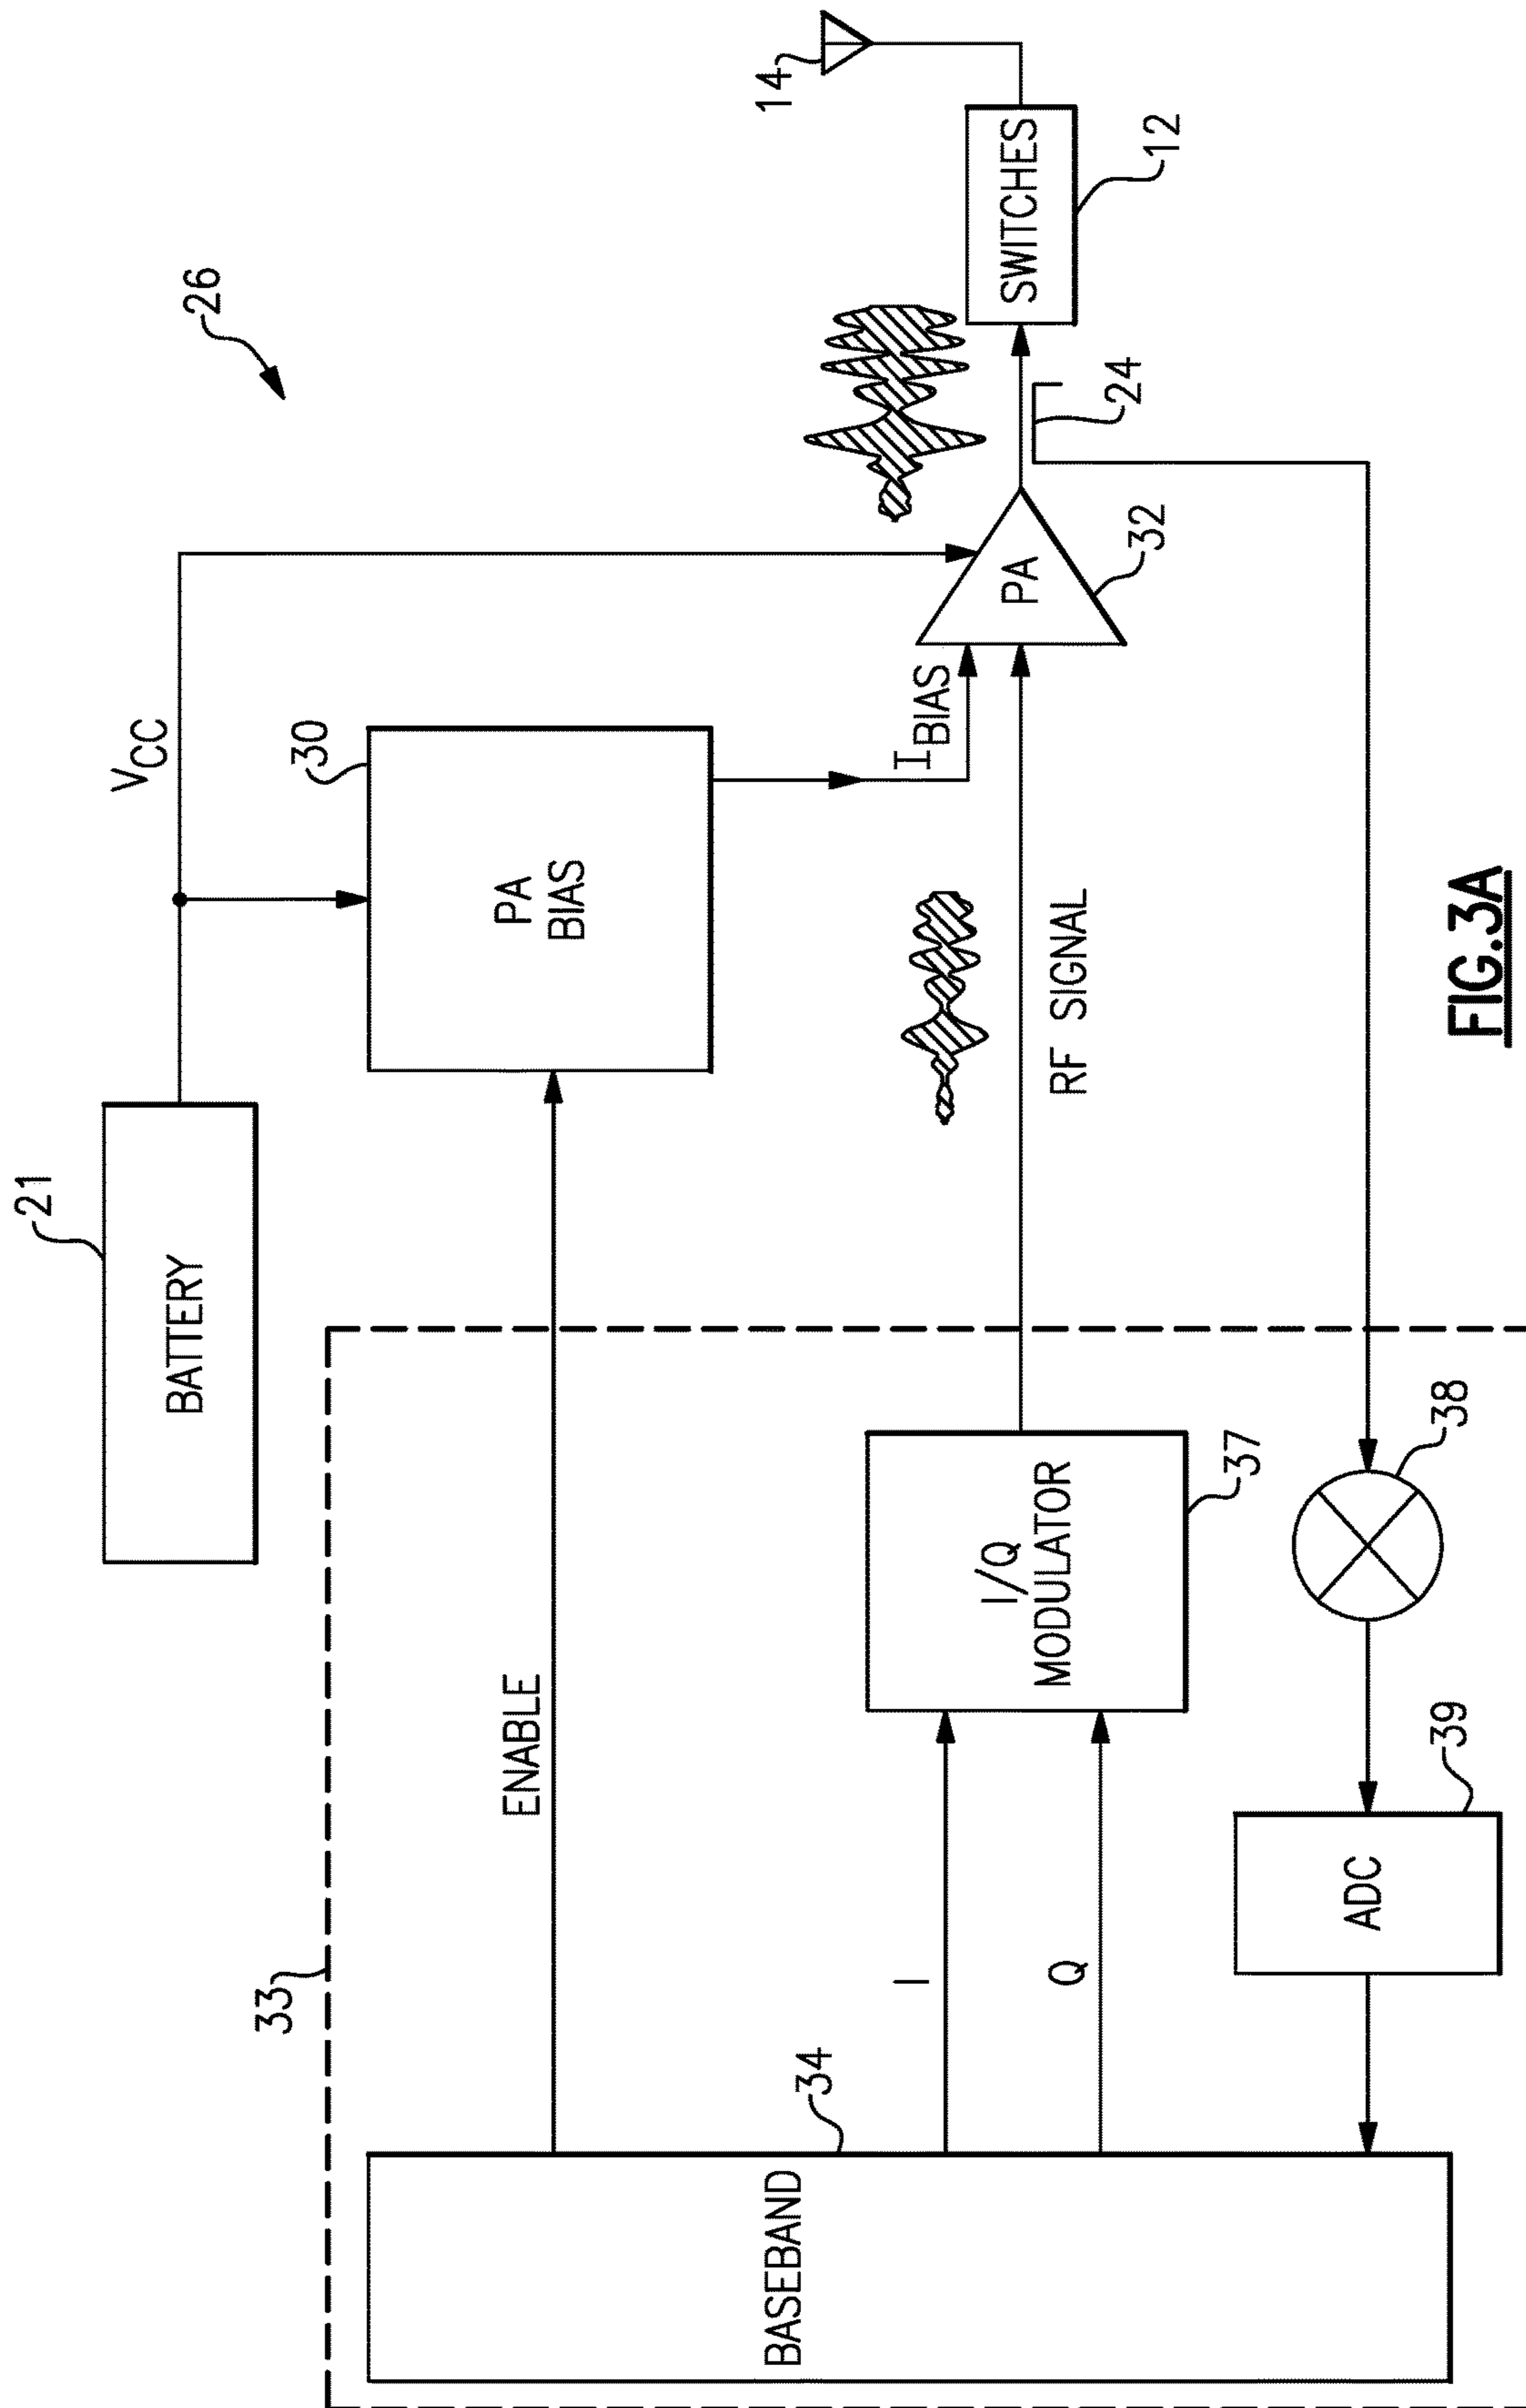 26
21
BATTERY
VCC
33
30
PA
BIAS
ENABLE
IBIAS
14
34
BASEBAND
I
Q
I/Q
MODULATOR
37
RF SIGNAL
PA
32
24
SWITCHES
12
ADC
39
38
FIG.3A